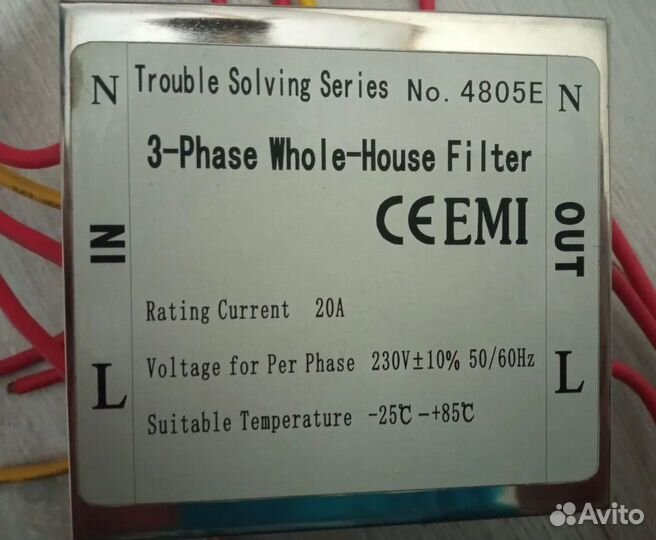 N Trouble Solving Series No. 4805E N
3-Phase Whole-House Filter
CE EMI
IN
OUT
Rating Current 20A
Voltage for Per Phase 230V±10% 50/60Hz
L
L
Suitable Temperature -25℃-+85℃
Avito